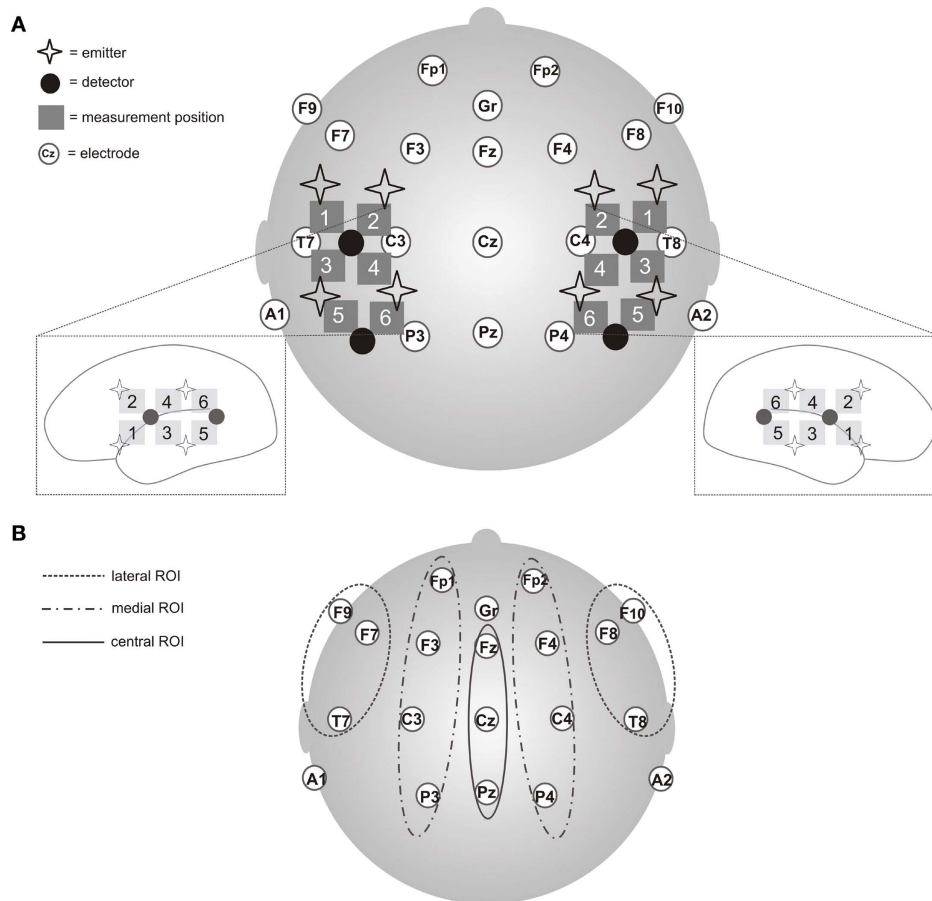 A
= emitter
= detector
= measurement position
Cz = electrode
Fp1 Fp2
F9 Gr F10
F7 F3 Fz F4 F8
1 2 2 1
T7 C3 Cz C4 T8
3 4 4 3
A1 5 6 6 5 A2
P3 Pz P4
2 4 6
1 3 5
6 4 2
5 3 1
B
lateral ROI
medial ROI
central ROI
Fp1 Fp2
F9 Gr F10
F7 F3 Fz F4 F8
T7 C3 Cz C4 T8
A1 A2
P3 Pz P4